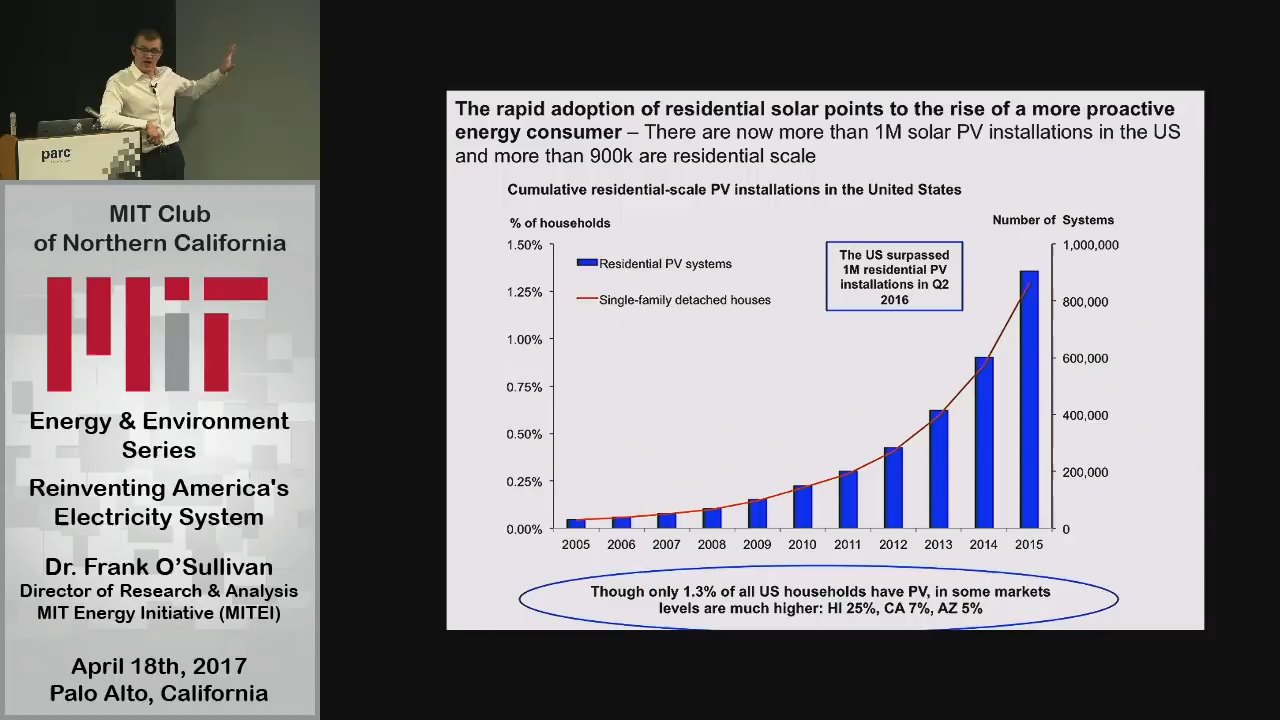 parc
MIT Club
of Northern California
MIT
Energy & Environment
Series
Reinventing America's
Electricity System
Dr. Frank O’Sullivan
Director of Research & Analysis
MIT Energy Initiative (MITEI)
April 18th, 2017
Palo Alto, California
The rapid adoption of residential solar points to the rise of a more proactive
energy consumer – There are now more than 1M solar PV installations in the US
and more than 900k are residential scale
Cumulative residential-scale PV installations in the United States
% of households
Number of Systems
1.50%
1.25%
1.00%
0.75%
0.50%
0.25%
0.00%
Residential PV systems
Single-family detached houses
The US surpassed
1M residential PV
installations in Q2
2016
1,000,000
800,000
600,000
400,000
200,000
0
2005 2006 2007 2008 2009 2010 2011 2012 2013 2014 2015
Though only 1.3% of all US households have PV, in some markets
levels are much higher: HI 25%, CA 7%, AZ 5%